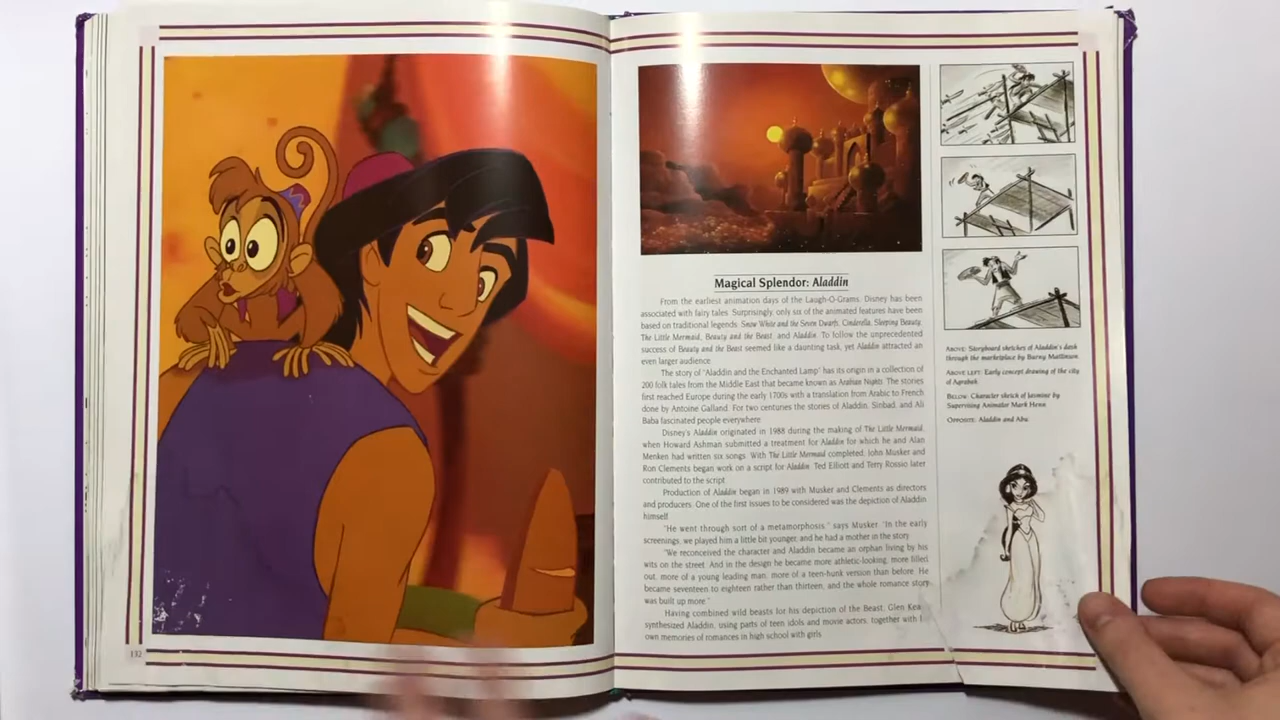 Magical Splendor: Aladdin
From the earliest animation days of the Laugh-O-Grams, Disney has been
associated with fairy tales. Surprisingly, only six of the animated features have been
based on traditional legends: Snow White and the Seven Dwarfs, Cinderella, Sleeping Beauty,
The Little Mermaid, Beauty and the Beast, and Aladdin. To follow the unprecedented
success of Beauty and the Beast seemed like a daunting task, yet Aladdin attracted an
even larger audience.
The story of "Aladdin and the Enchanted Lamp" has its origin in a collection of
200 folk tales from the Middle East that became known as Arabian Nights. The stories
first reached Europe during the early 1700s with a translation from Arabic to French
done by Antoine Galland. For two centuries the stories of Aladdin, Sinbad, and Ali
Baba fascinated people everywhere.
Disney's Aladdin originated in 1988 during the making of The Little Mermaid,
when Howard Ashman submitted a treatment for Aladdin for which he and Alan
Menken had written six songs. With The Little Mermaid completed, John Musker and
Ron Clements began work on a script for Aladdin. Ted Elliott and Terry Rossio later
contributed to the script.
Production of Aladdin began in 1989 with Musker and Clements as directors
and producers. One of the first issues to be considered was the depiction of Aladdin
himself.
"He went through sort of a metamorphosis," says Musker. "In the early
screenings, we played him a little bit younger, and he had a mother in the story.
"We reconceived the character and Aladdin became an orphan living by his
wits on the street. And in the design he became more athletic-looking, more filled
out, more of a young leading man, more of a teen-hunk version than before. He
became seventeen to eighteen rather than thirteen, and the whole romance story
was built up more."
Having combined wild beasts for his depiction of the Beast, Glen Kea
synthesized Aladdin, using parts of teen idols and movie actors, together with
own memories of romances in high school with girls
Above: Storyboard sketches of Aladdin's dash
through the marketplace by Barny Mattinson.
Above left: Early concept drawing of the city
of Agrabah.
Below: Character sketch of Jasmine by
Supervising Animator Mark Henn.
Opposite: Aladdin and Abu.
132